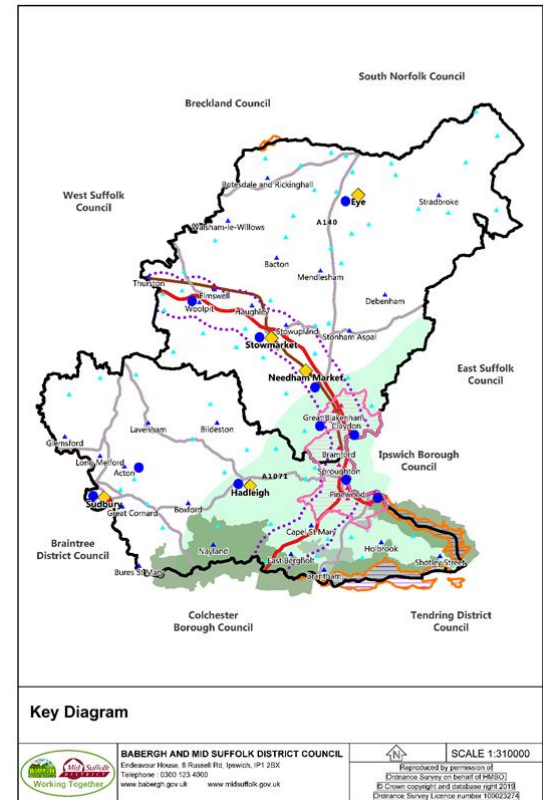 South Norfolk Council
Breckland Council
West Suffolk
Council
Botesdale and Rickinghall
Eye
Stradbroke
A140
Walsham-le-Willows
Bacton
Mendlesham
Thurston
Elmswell
Woolpit
Haughley
Debenham
Stowupland
Stonham Aspal
Stowmarket
East Suffolk
Council
Needham Market
Great Blakenham
Claydon
Lavenham
Bildeston
Glemsford
Bramford
Ipswich Borough
Council
Long Melford
Acton
Sproughton
A1071
Hadleigh
Pinewood
Sudbury
Great Cornard
Boxford
Capel St Mary
Braintree
District Council
Nayland
Holbrook
East Bergholt
Shotley Street
Bures St Mary
Brantham
Colchester
Borough Council
Tendring District
Council
Key Diagram
BABERGH AND MID SUFFOLK DISTRICT COUNCIL
Endeavour House, 8 Russell Rd, Ipswich, IP1 2BX
Telephone : 0300 123 4000
www.babergh.gov.uk www.midsuffolk.gov.uk
Mid Suffolk
Working Together
N
SCALE 1:310000
Reproduced by permission of
Ordnance Survey on behalf of HMSO.
© Crown copyright and database right 2019
Ordnance Survey Licence number 100023274